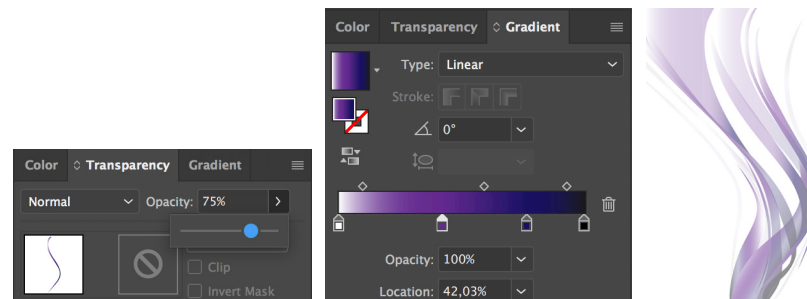 Color Transparency Gradient
Normal Opacity: 75%
Clip
Invert Mask
Color Transparency Gradient
Type: Linear
Stroke:
0°
Opacity: 100%
Location: 42,03%